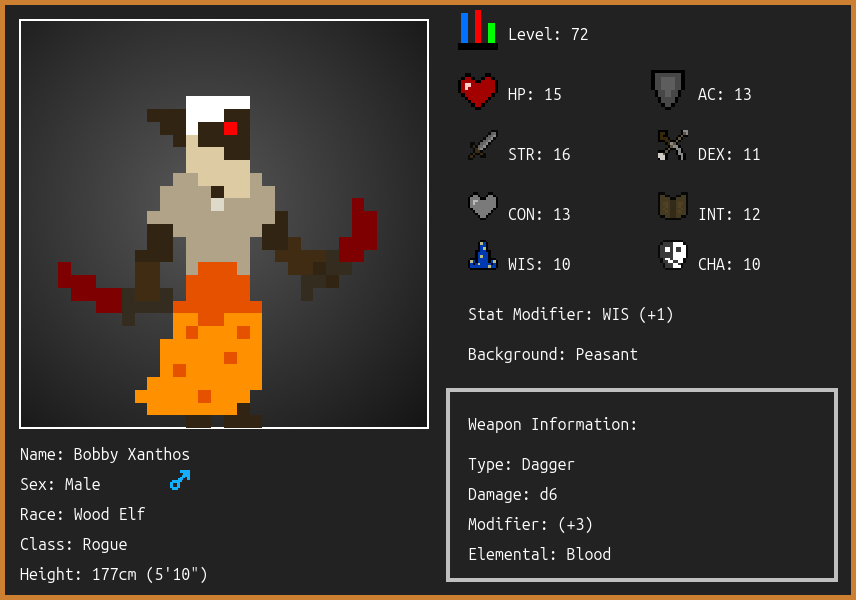 Level: 72
HP: 15
AC: 13
STR: 16
DEX: 11
CON: 13
INT: 12
WIS: 10
CHA: 10
Stat Modifier: WIS (+1)
Background: Peasant
Weapon Information:
Type: Dagger
Damage: d6
Modifier: (+3)
Elemental: Blood
Name: Bobby Xanthos
Sex: Male
Race: Wood Elf
Class: Rogue
Height: 177cm (5'10")